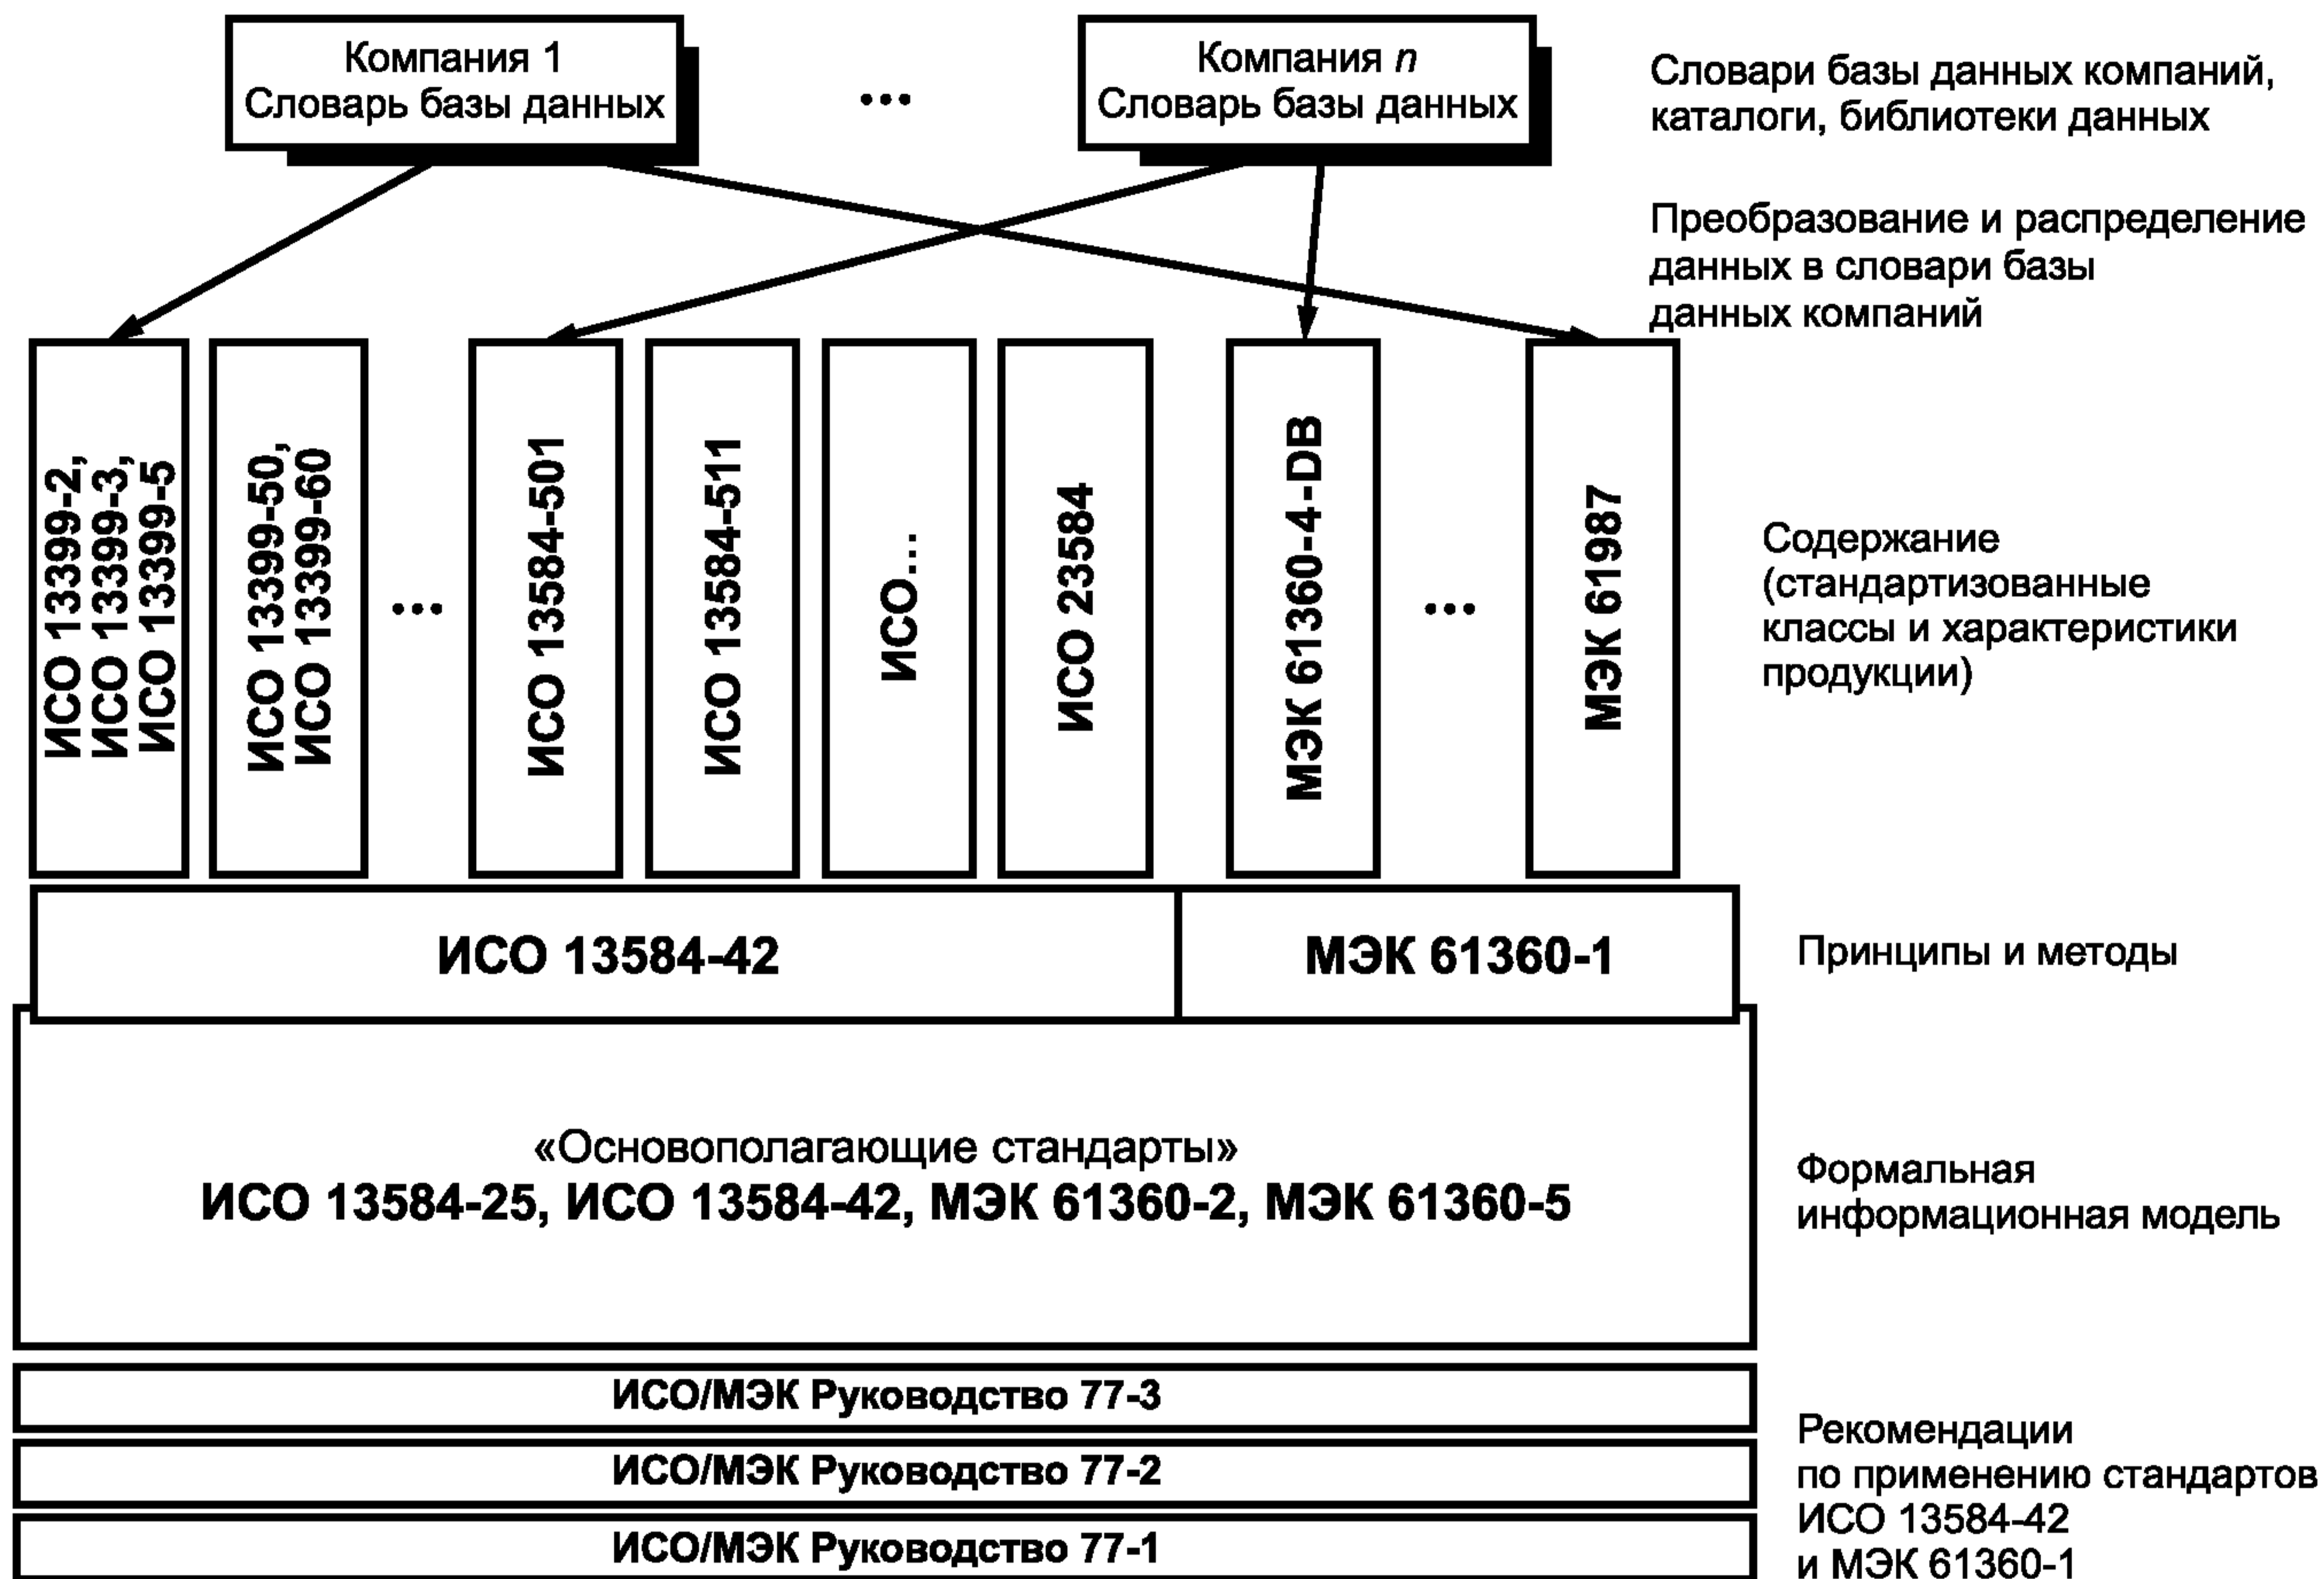 Компания 1
Словарь базы данных
...
Компания n
Словарь базы данных
Словари базы данных компаний,
каталоги, библиотеки данных
Преобразование и распределение
данных в словари базы
данных компаний
ИСО 13399-2,
ИСО 13399-3,
ИСО 13399-5
ИСО 13399-50,
ИСО 13399-60
...
ИСО 13584-501
ИСО 13584-511
ИСО...
ИСО 23584
МЭК 61360-4-DB
...
МЭК 61987
Содержание
(стандартизованные
классы и характеристики
продукции)
ИСО 13584-42
МЭК 61360-1
Принципы и методы
«Основополагающие стандарты»
ИСО 13584-25, ИСО 13584-42, МЭК 61360-2, МЭК 61360-5
Формальная
информационная модель
ИСО/МЭК Руководство 77-3
ИСО/МЭК Руководство 77-2
ИСО/МЭК Руководство 77-1
Рекомендации
по применению стандартов
ИСО 13584-42
и МЭК 61360-1